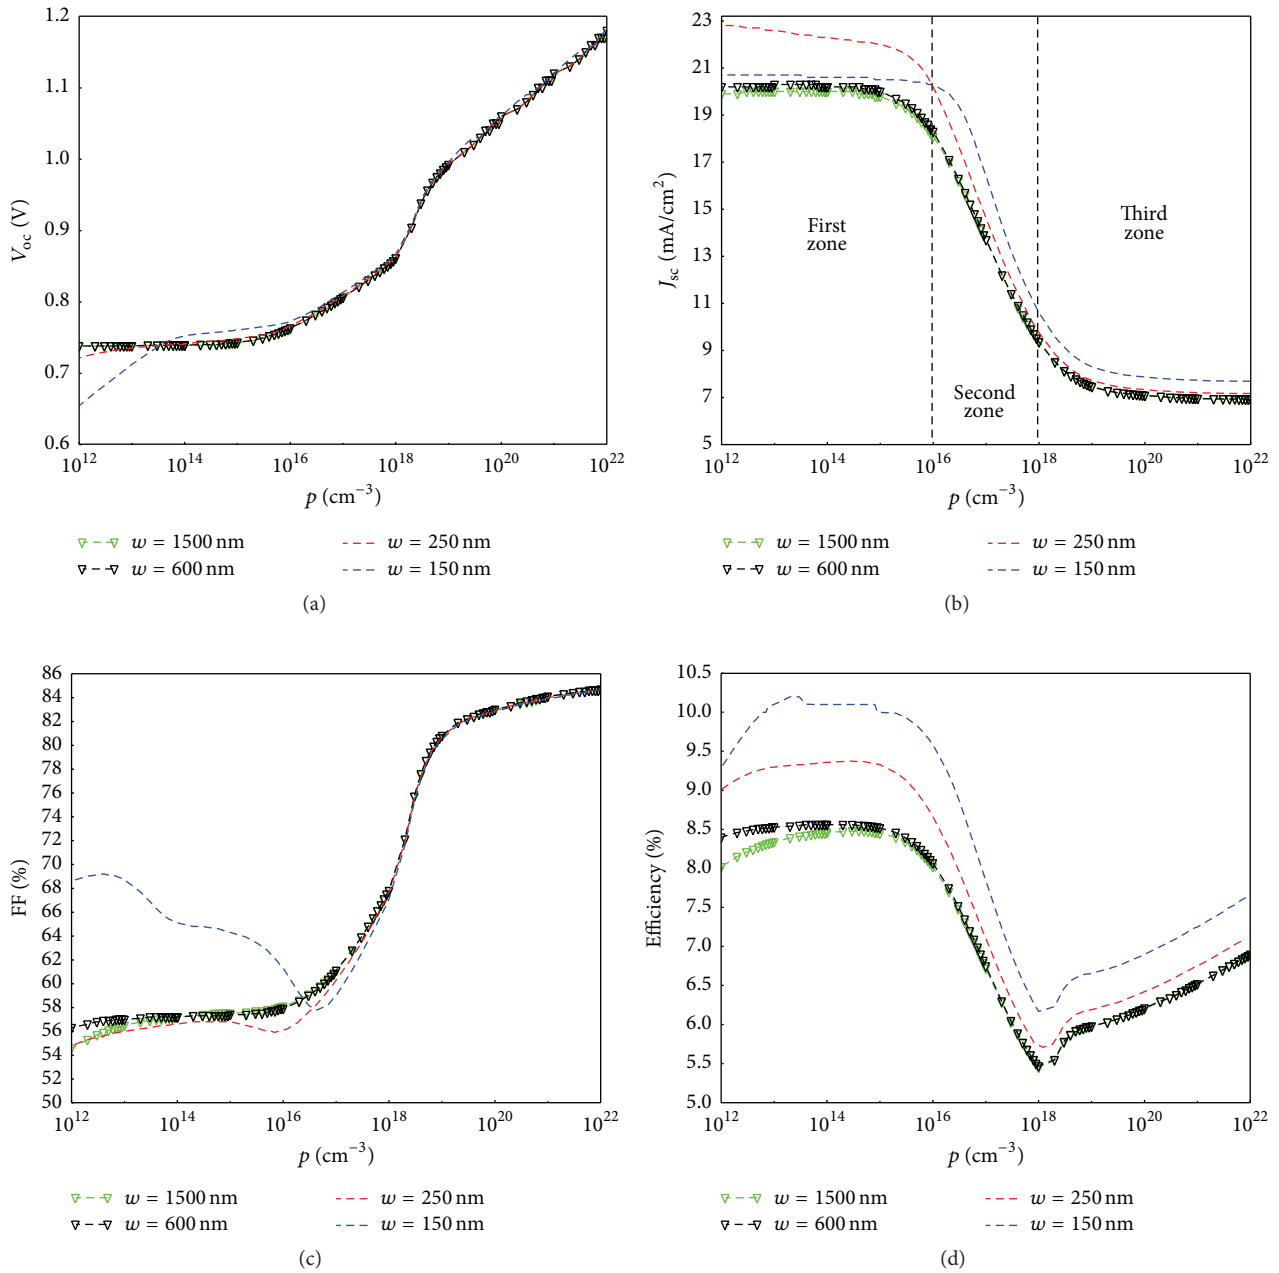 1.2
1.1
1.0
0.9
0.8
0.7
0.6
V_oc (V)
10^12 10^14 10^16 10^18 10^20 10^22
p (cm^−3)
w = 1500 nm w = 250 nm
w = 600 nm w = 150 nm
(a)
23
21
19
17
15
13
11
9
7
5
J_sc (mA/cm^2)
First
zone
Second
zone
Third
zone
10^12 10^14 10^16 10^18 10^20 10^22
p (cm^−3)
w = 1500 nm w = 250 nm
w = 600 nm w = 150 nm
(b)
86
84
82
80
78
76
74
72
70
68
66
64
62
60
58
56
54
52
50
FF (%)
10^12 10^14 10^16 10^18 10^20 10^22
p (cm^−3)
w = 1500 nm w = 250 nm
w = 600 nm w = 150 nm
(c)
10.5
10.0
9.5
9.0
8.5
8.0
7.5
7.0
6.5
6.0
5.5
5.0
Efficiency (%)
10^12 10^14 10^16 10^18 10^20 10^22
p (cm^−3)
w = 1500 nm w = 250 nm
w = 600 nm w = 150 nm
(d)